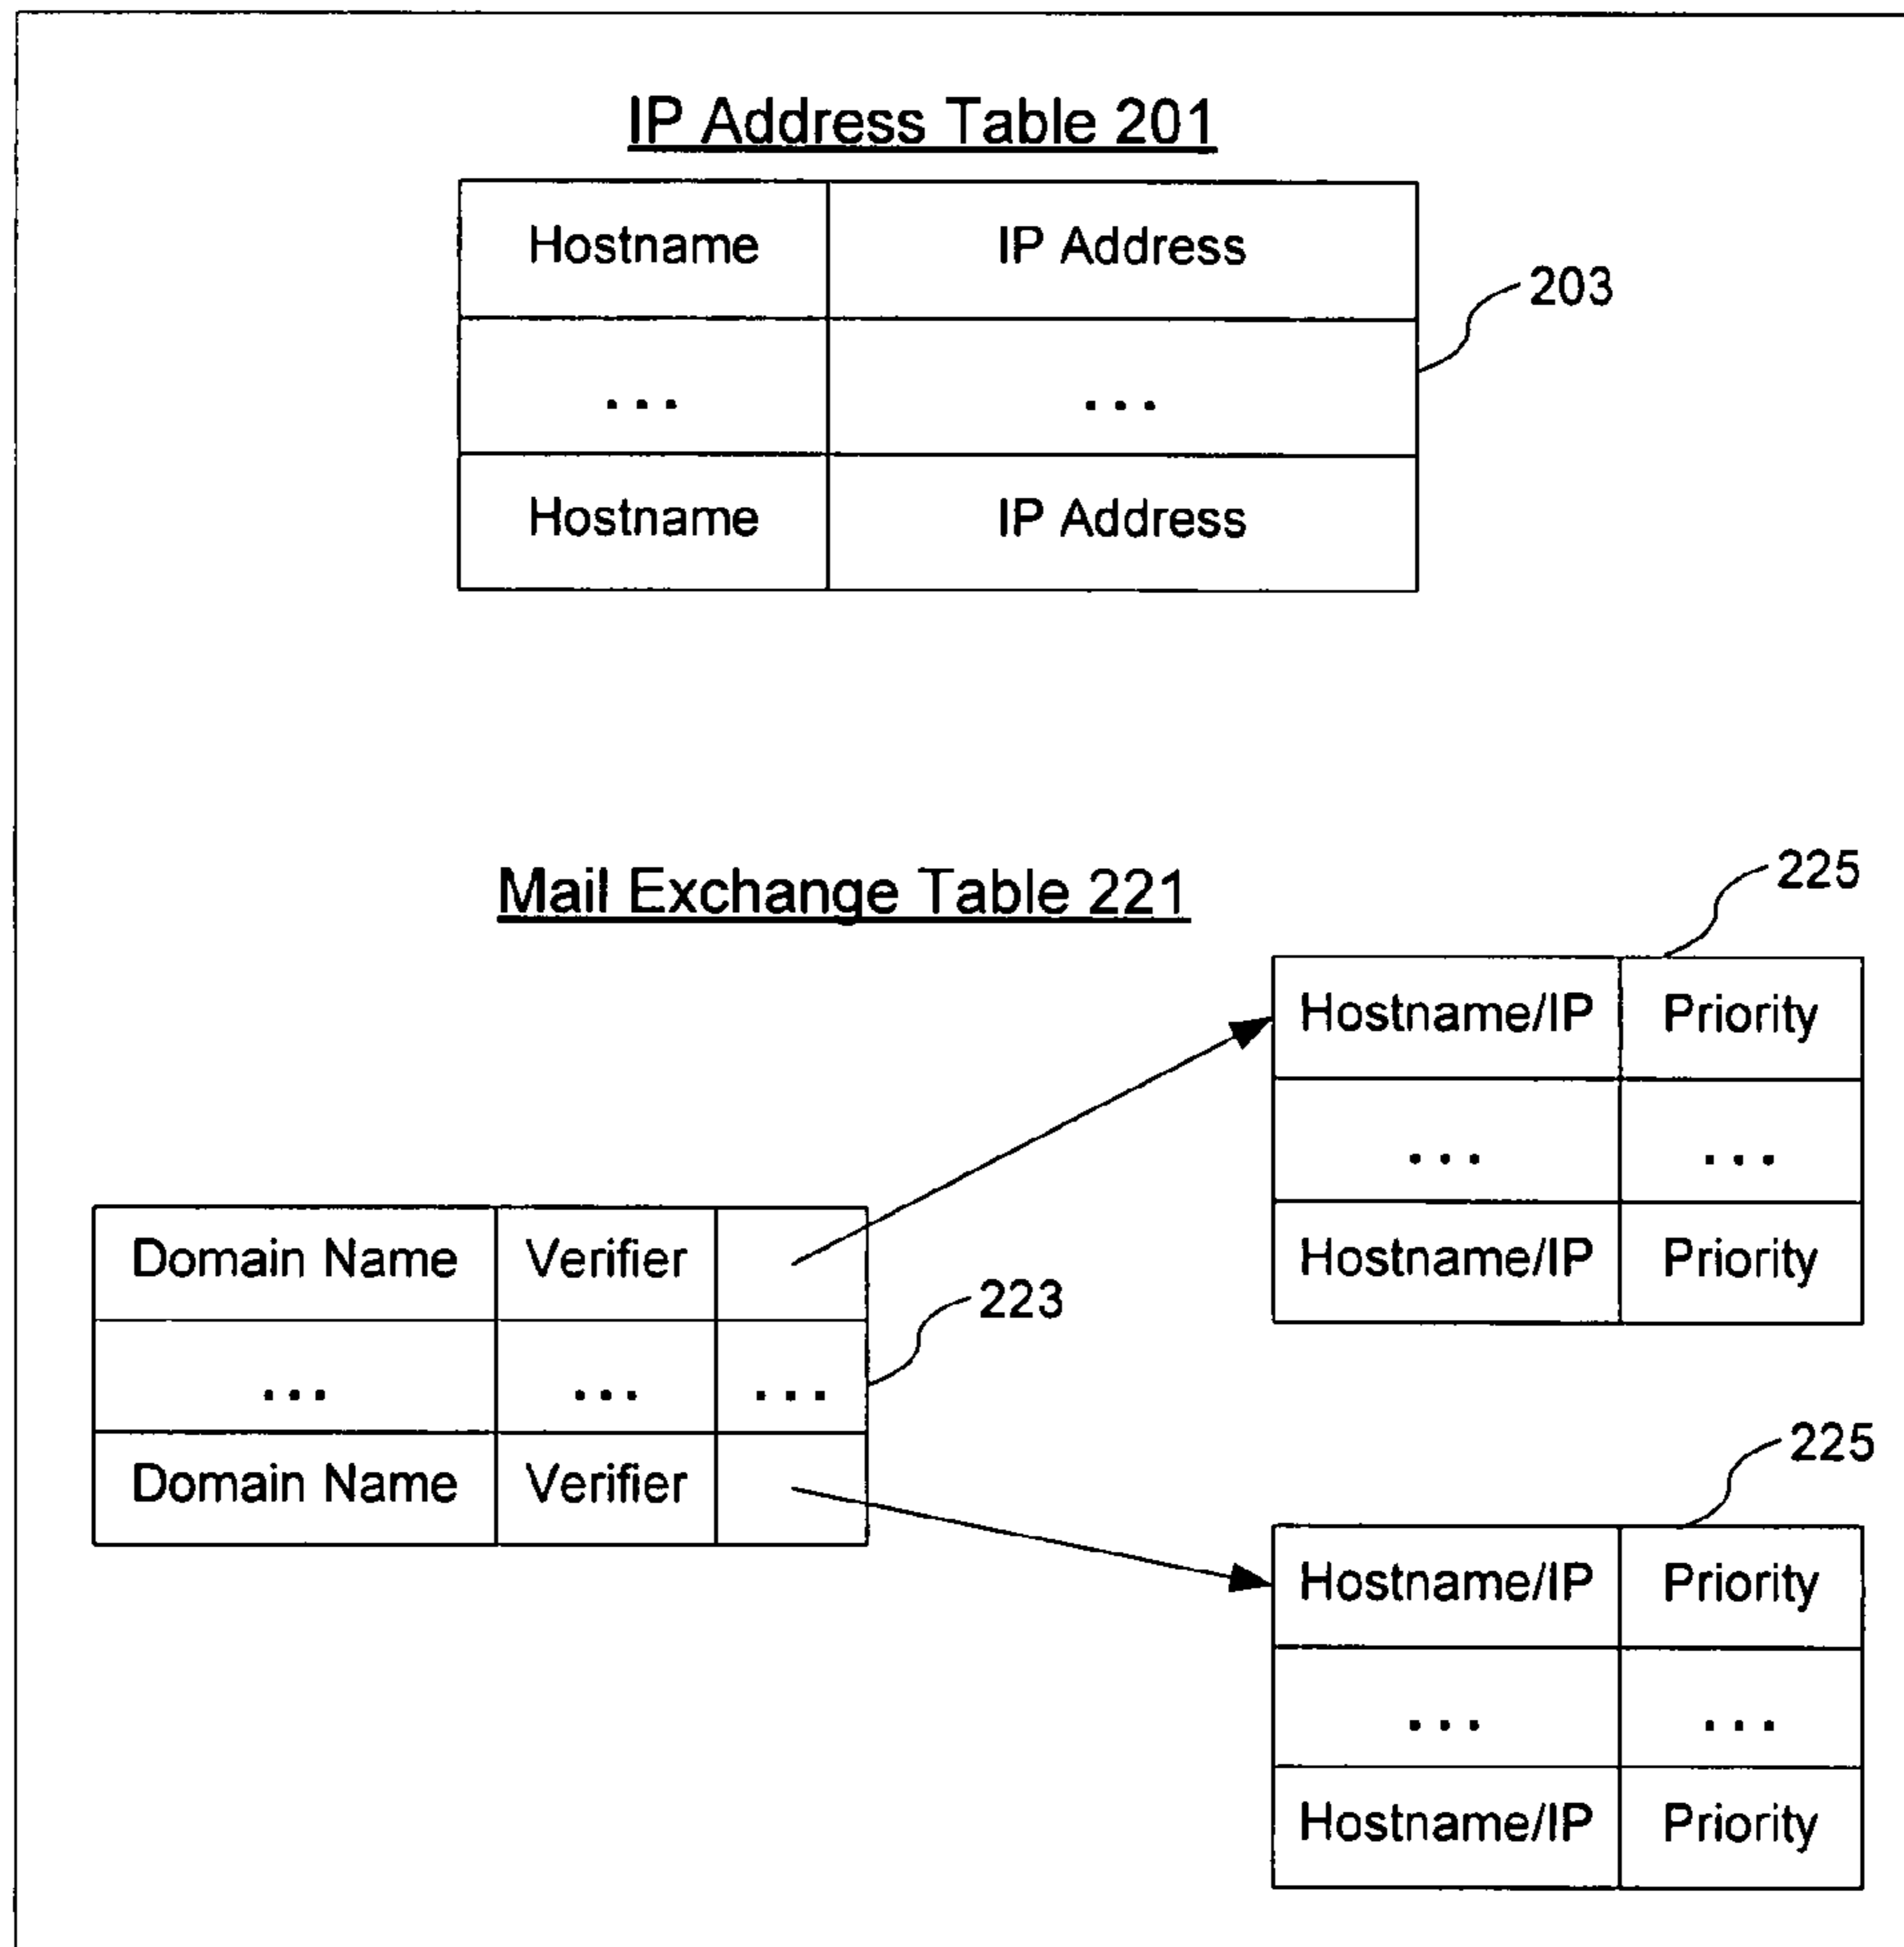 IP Address Table 201
Hostname IP Address
203
... ...
Hostname IP Address
Mail Exchange Table 221
225
Hostname/IP Priority
... ...
Hostname/IP Priority
Domain Name Verifier
223
... ... ...
Domain Name Verifier
225
Hostname/IP Priority
... ...
Hostname/IP Priority